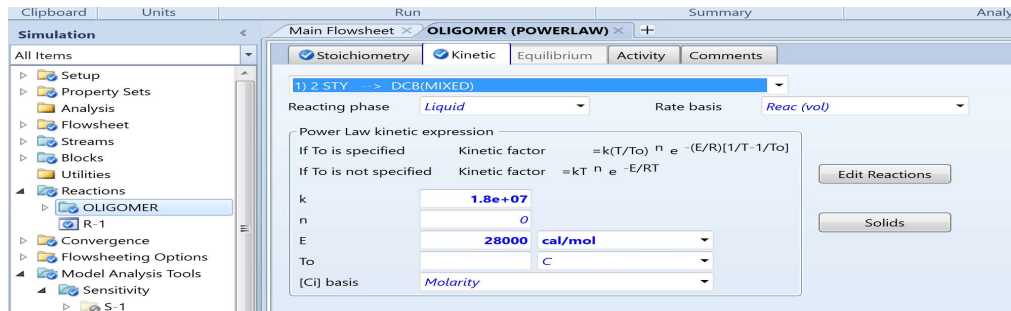 Clipboard Units Run Summary Analy
Simulation <
All Items
Setup
Property Sets
Analysis
Flowsheet
Streams
Blocks
Utilities
Reactions
OLIGOMER
R-1
Convergence
Flowsheeting Options
Model Analysis Tools
Sensitivity
S-1
Main Flowsheet × OLIGOMER (POWERLAW) × +
Stoichiometry Kinetic Equilibrium Activity Comments
1) 2 STY --> DCB(MIXED)
Reacting phase Liquid Rate basis Reac (vol)
Power Law kinetic expression
If To is specified Kinetic factor =k(T/To) n e -(E/R)[1/T-1/To]
If To is not specified Kinetic factor =kT n e -E/RT
k 1.8e+07
n 0
E 28000 cal/mol
To C
[Ci] basis Molarity
Edit Reactions
Solids